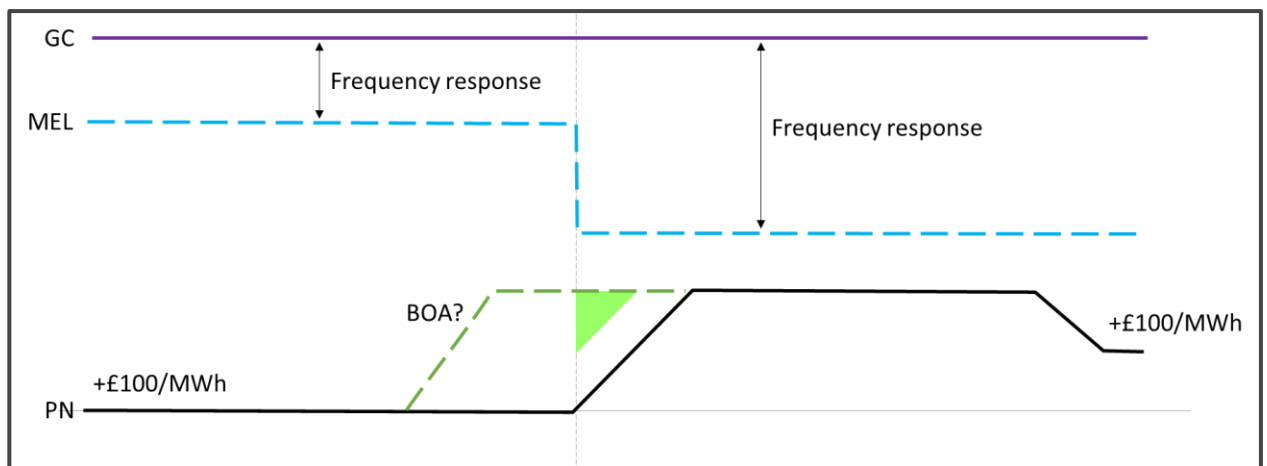 GC
Frequency response
MEL
Frequency response
BOA?
+£100/MWh
+£100/MWh
PN